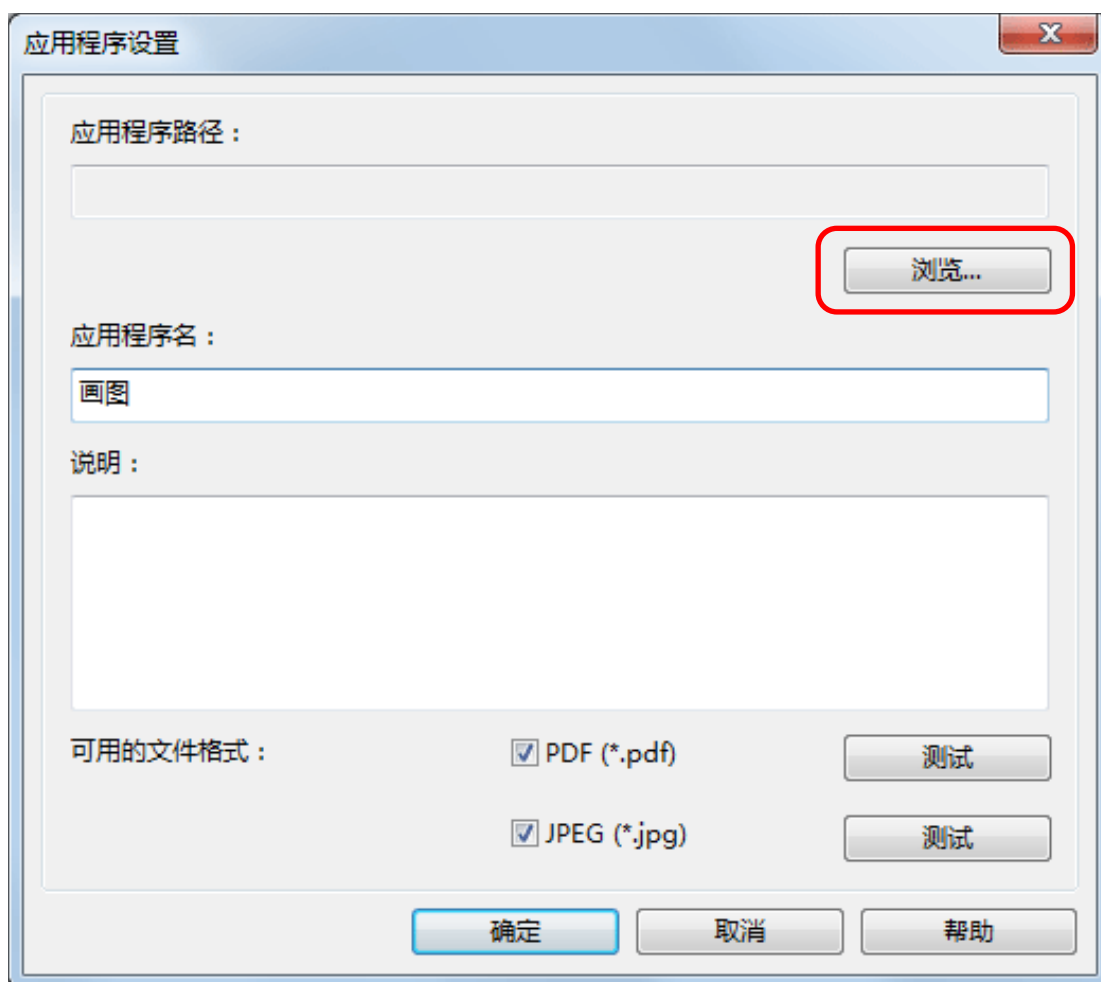 应用程序设置
应用程序路径：
浏览...
应用程序名：
画图
说明：
可用的文件格式： PDF (*.pdf) 测试
JPEG (*.jpg) 测试
确定 取消 帮助